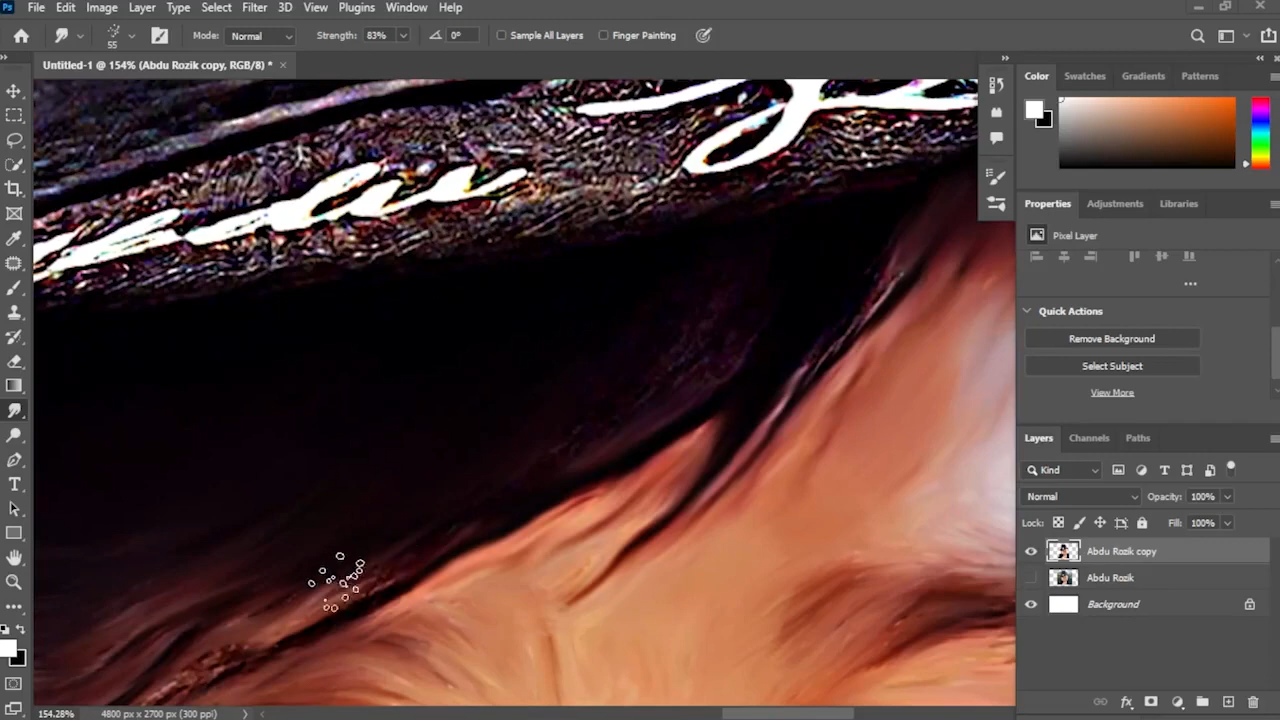 Ps File Edit Image Layer Type Select Filter 3D View Plugins Window Help
55 Mode: Normal Strength: 83% 0° Sample All Layers Finger Painting
Untitled-1 @ 154% (Abdu Rozik copy, RGB/8) *
Color Swatches Gradients Patterns
Properties Adjustments Libraries
Pixel Layer
Quick Actions
Remove Background
Select Subject
View More
Layers Channels Paths
Kind
Normal Opacity: 100%
Lock: Fill: 100%
Abdu Rozik copy
Abdu Rozik
Background
154.28% 4800 px x 2700 px (300 ppi)